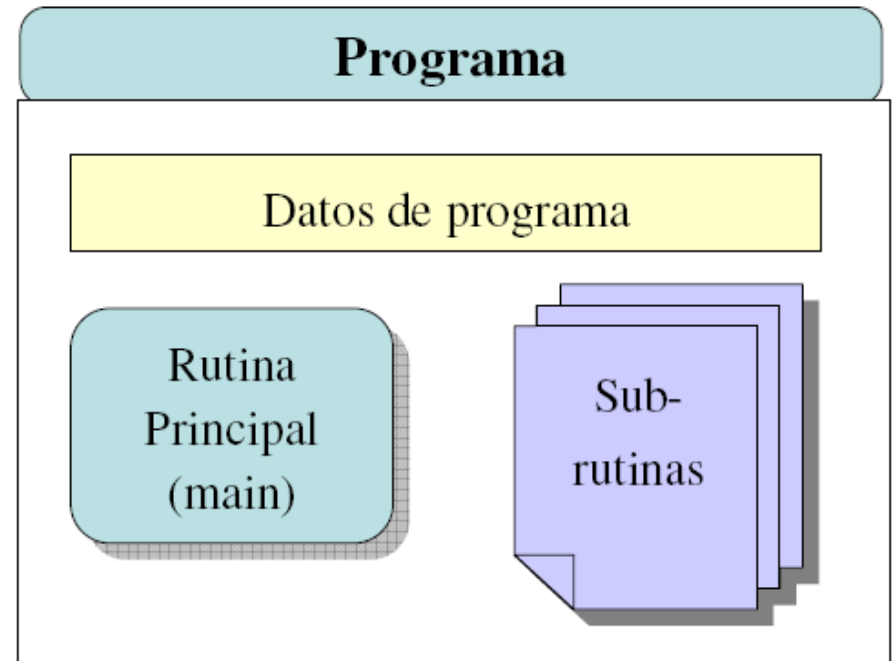 Programa
Datos de programa
Rutina
Principal
(main)
Sub-
rutinas